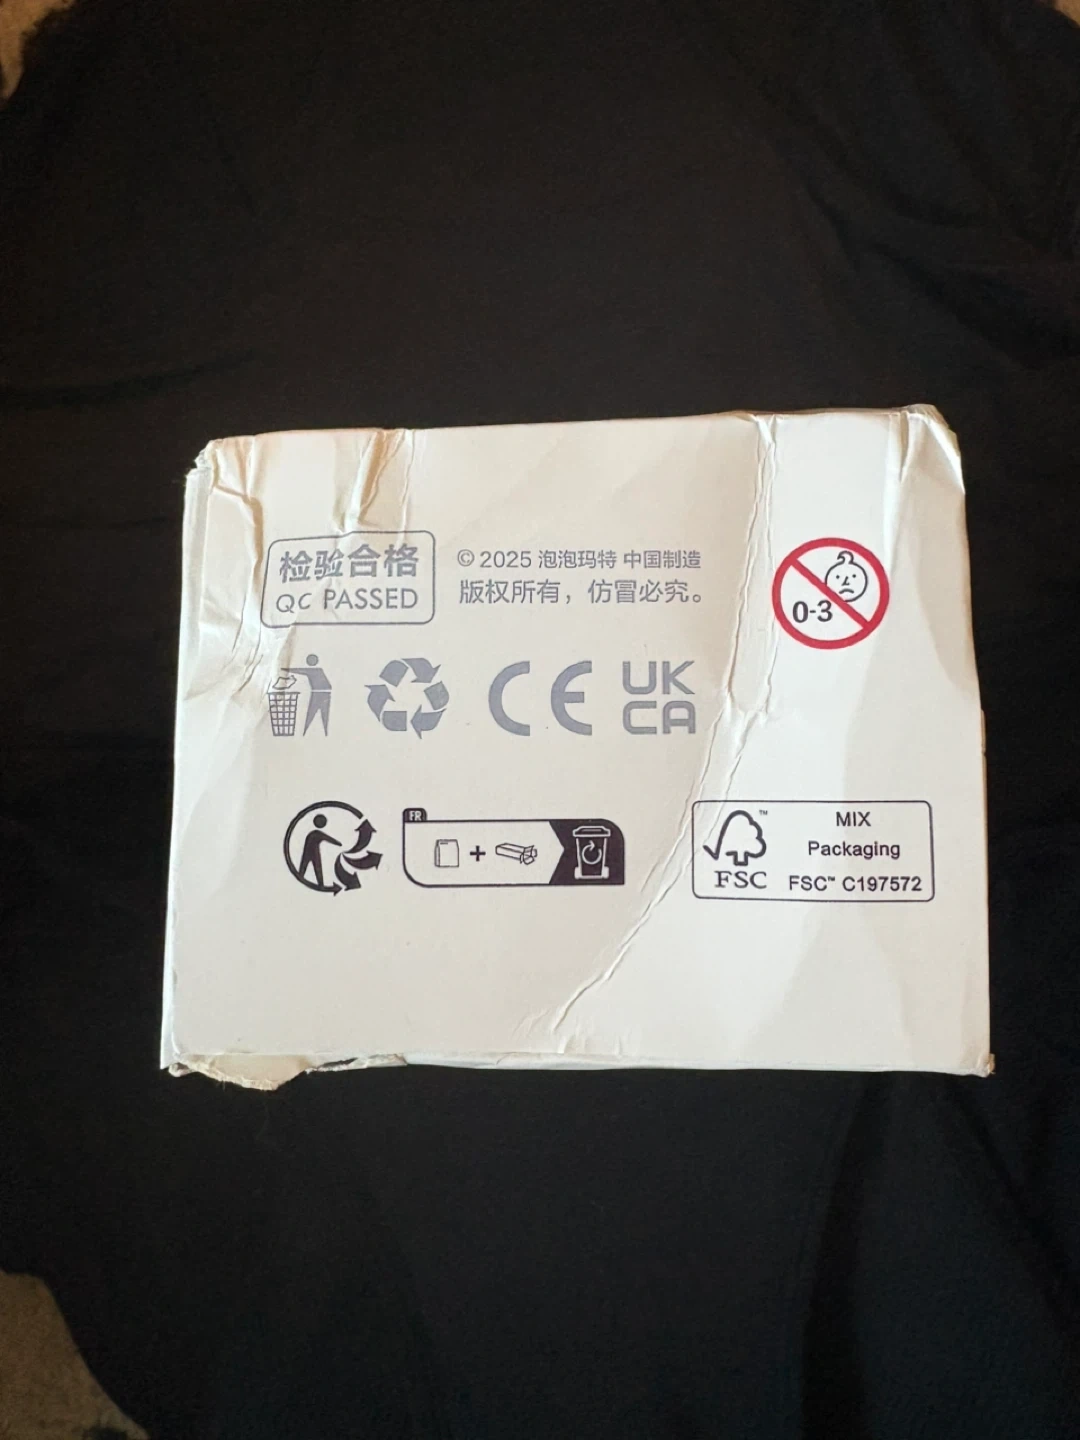 检验合格
QC PASSED
© 2025 泡泡玛特 中国制造
版权所有，仿冒必究。
0-3
CE
UK
CA
FR
+
FSC™
MIX
Packaging
FSC™ C197572